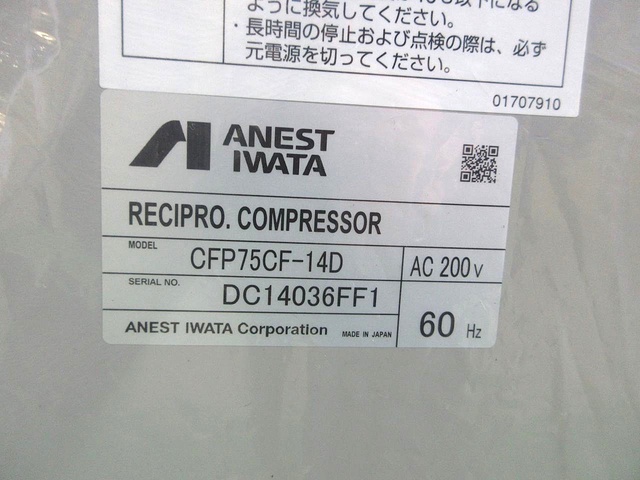 ように換気してください。
・長時間の停止および点検の際は、必ず
元電源を切ってください。
01707910
ANEST
IWATA
RECIPRO. COMPRESSOR
MODEL
CFP75CF-14D
AC 200V
SERIAL NO.
DC14036FF1
60 Hz
ANEST IWATA Corporation
MADE IN JAPAN